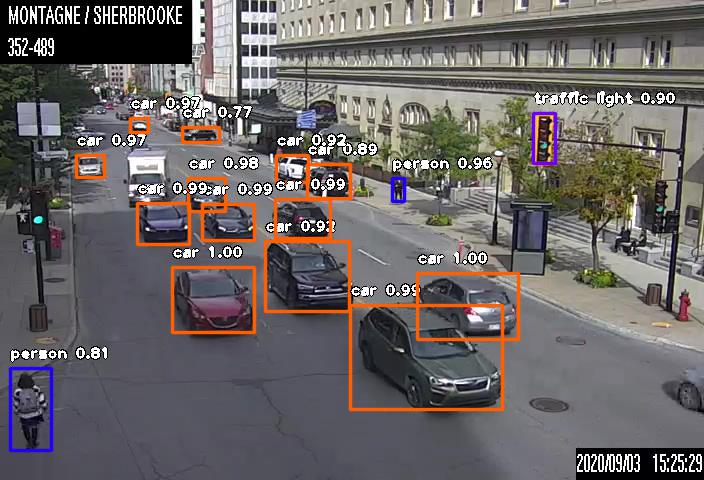 MONTAGNE / SHERBROOKE
352-489
car 0.97
car 0.77
traffic light 0.90
car 0.97
car 0.92
car 0.89
car 0.98
person 0.96
car 0.99
car 0.99
car 0.99
car 0.92
car 1.00
car 1.00
car 0.99
person 0.81
2020/09/03 15:25:29